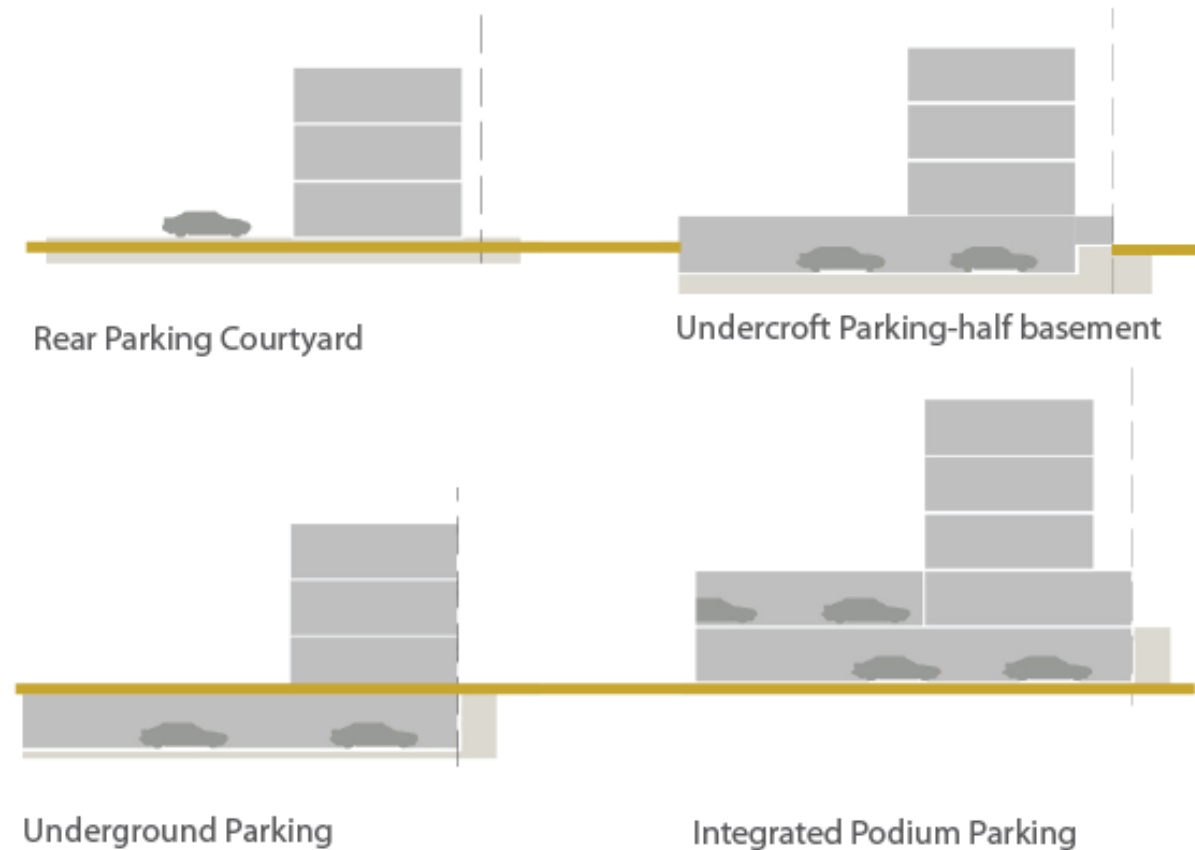 Rear Parking Courtyard
Undercroft Parking-half basement
Underground Parking
Integrated Podium Parking